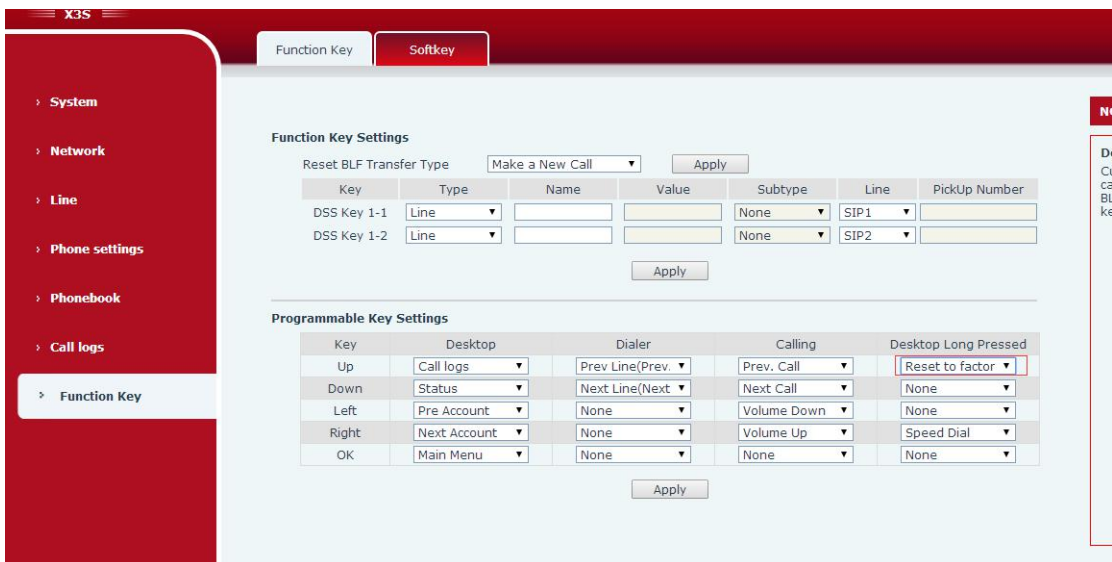 X3S
Function Key
Softkey
System
Network
Line
Phone settings
Phonebook
Call logs
Function Key
Function Key Settings
Reset BLF Transfer Type Make a New Call Apply
Key Type Name Value Subtype Line PickUp Number
DSS Key 1-1 Line None SIP1
DSS Key 1-2 Line None SIP2
Apply
Programmable Key Settings
Key Desktop Dialer Calling Desktop Long Pressed
Up Call logs Prev Line(Prev. Prev. Call Reset to factor
Down Status Next Line(Next Next Call None
Left Pre Account None Volume Down None
Right Next Account None Volume Up Speed Dial
OK Main Menu None None None
Apply